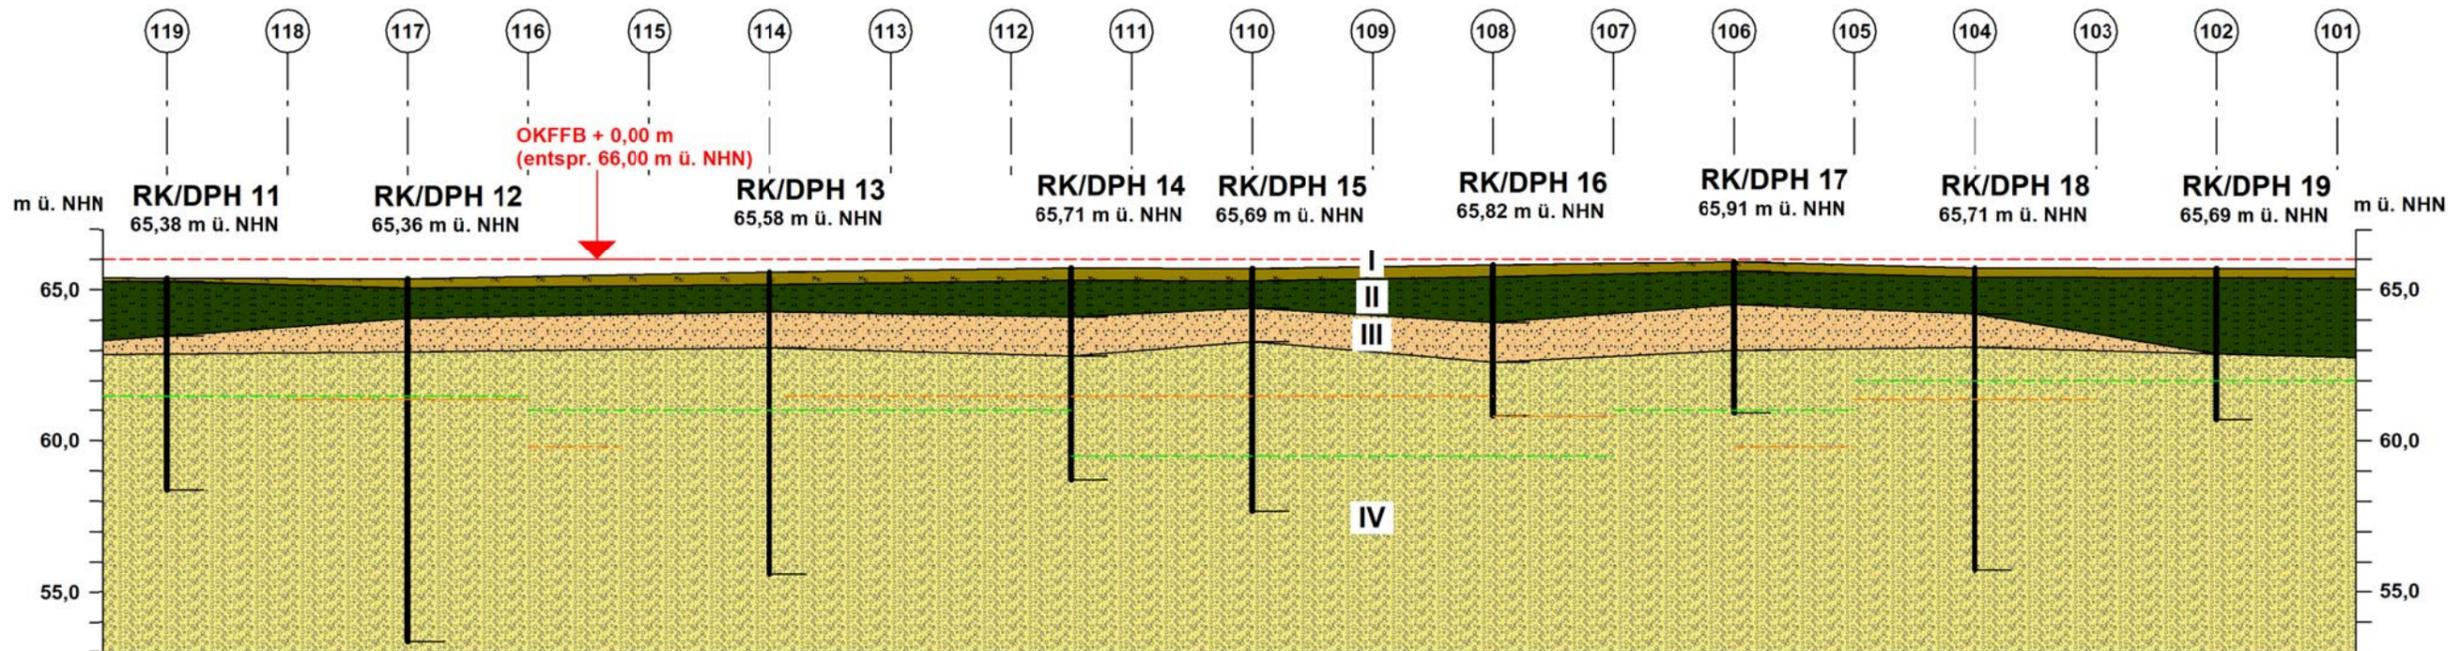 119 118 117 116 115 114 113 112 111 110 109 108 107 106 105 104 103 102 101
OKFFB + 0,00 m
(entspr. 66,00 m ü. NHN)
m ü. NHN
RK/DPH 11
65,38 m ü. NHN
RK/DPH 12
65,36 m ü. NHN
RK/DPH 13
65,58 m ü. NHN
RK/DPH 14
65,71 m ü. NHN
RK/DPH 15
65,69 m ü. NHN
RK/DPH 16
65,82 m ü. NHN
RK/DPH 17
65,91 m ü. NHN
RK/DPH 18
65,71 m ü. NHN
RK/DPH 19
65,69 m ü. NHN
m ü. NHN
I
65,0 II 65,0
III
60,0 60,0
IV
55,0 55,0